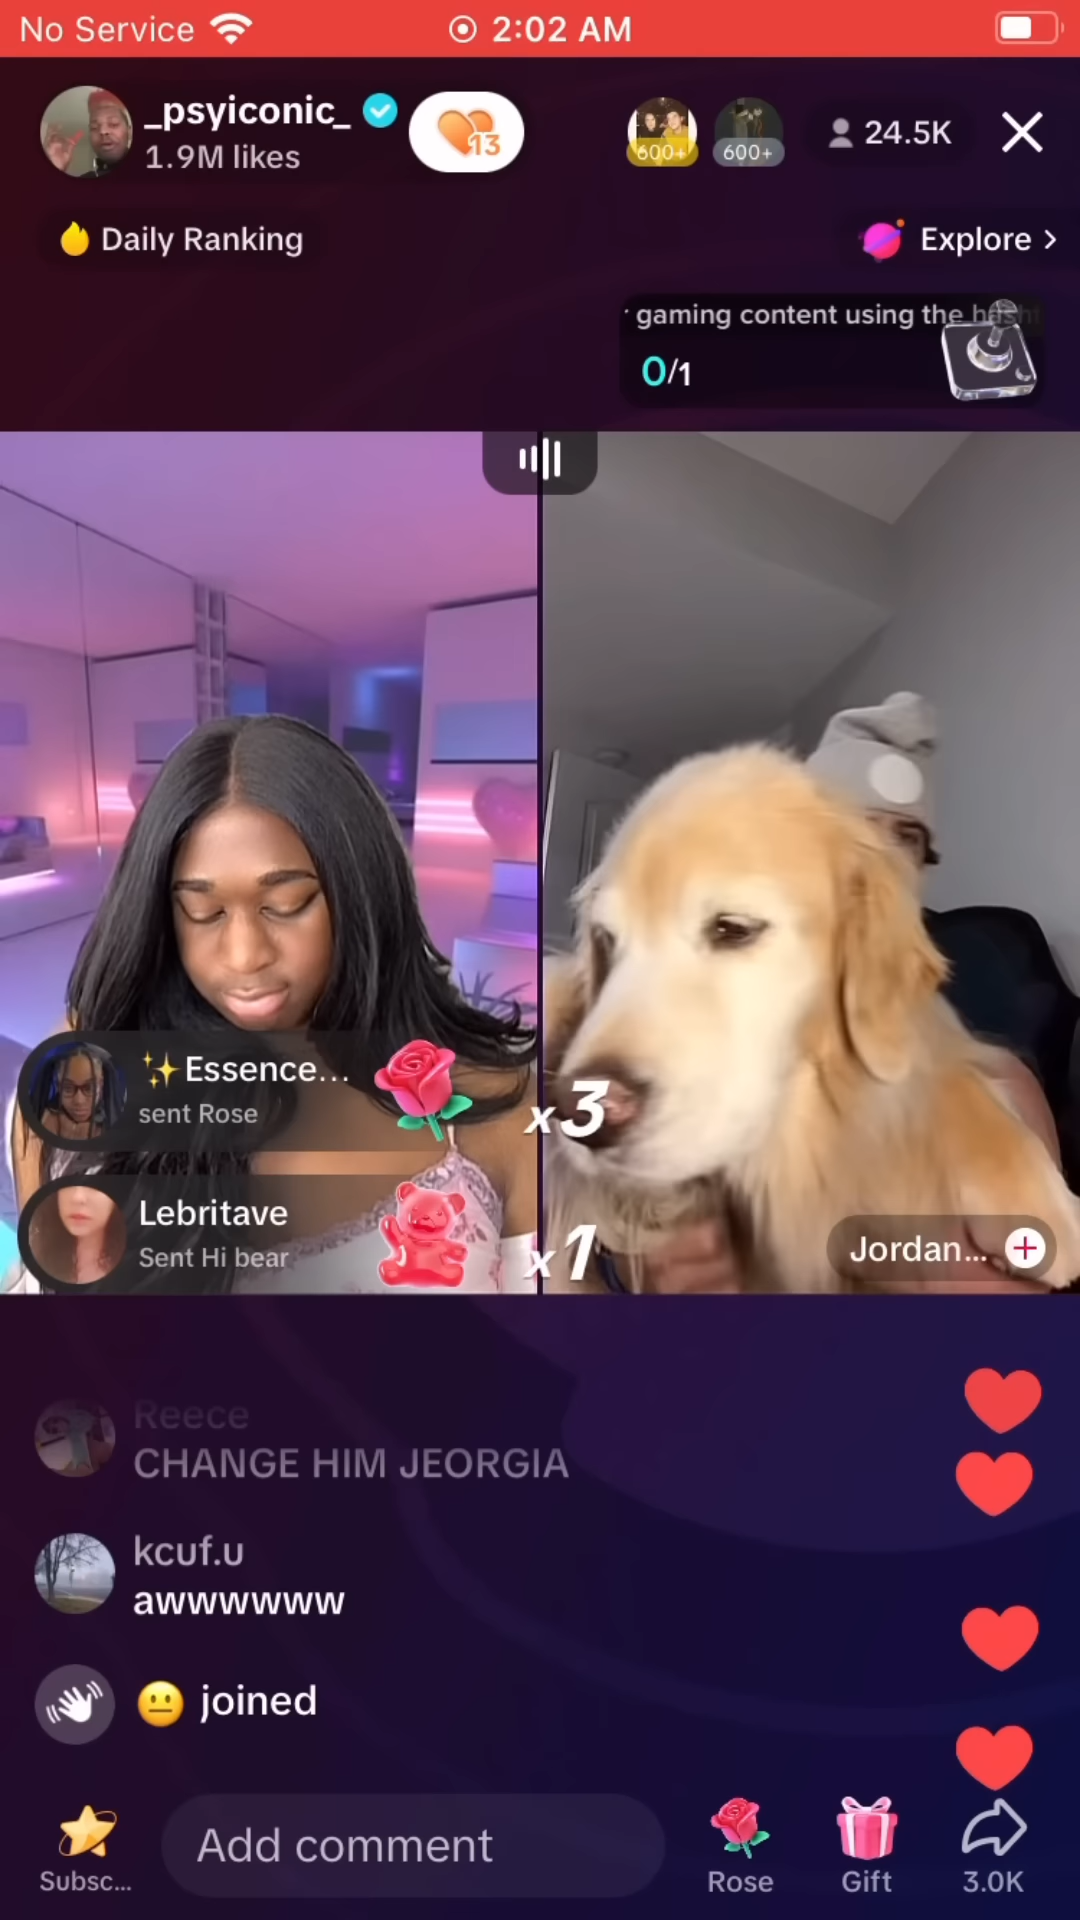 No Service 2:02 AM
_psyiconic_ 13
1.9M likes
600+ 600+ 24.5K
Daily Ranking
Explore
gaming content using the hasht
0/1
✨Essence...
sent Rose
x3
Lebritave
Sent Hi bear
x1
Jordan...
Reece
CHANGE HIM JEORGIA
kcuf.u
awwwwww
😐 joined
Subsc...
Add comment
Rose
Gift
3.0K